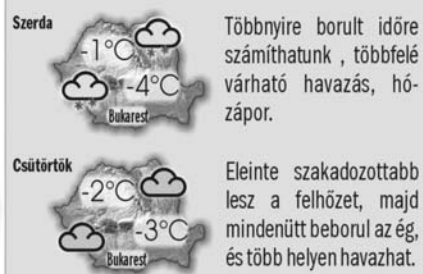 Szerda
-1°C
-4°C
Bukarest
Többnyire borult időre
számíthatunk , többfelé
várható havazás, hó-
zápor.
Csütörtök
-2°C
-3°C
Bukarest
Eleinte szakadozottabb
lesz a felhőzet, majd
mindenütt beborul az ég,
és több helyen havazhat.